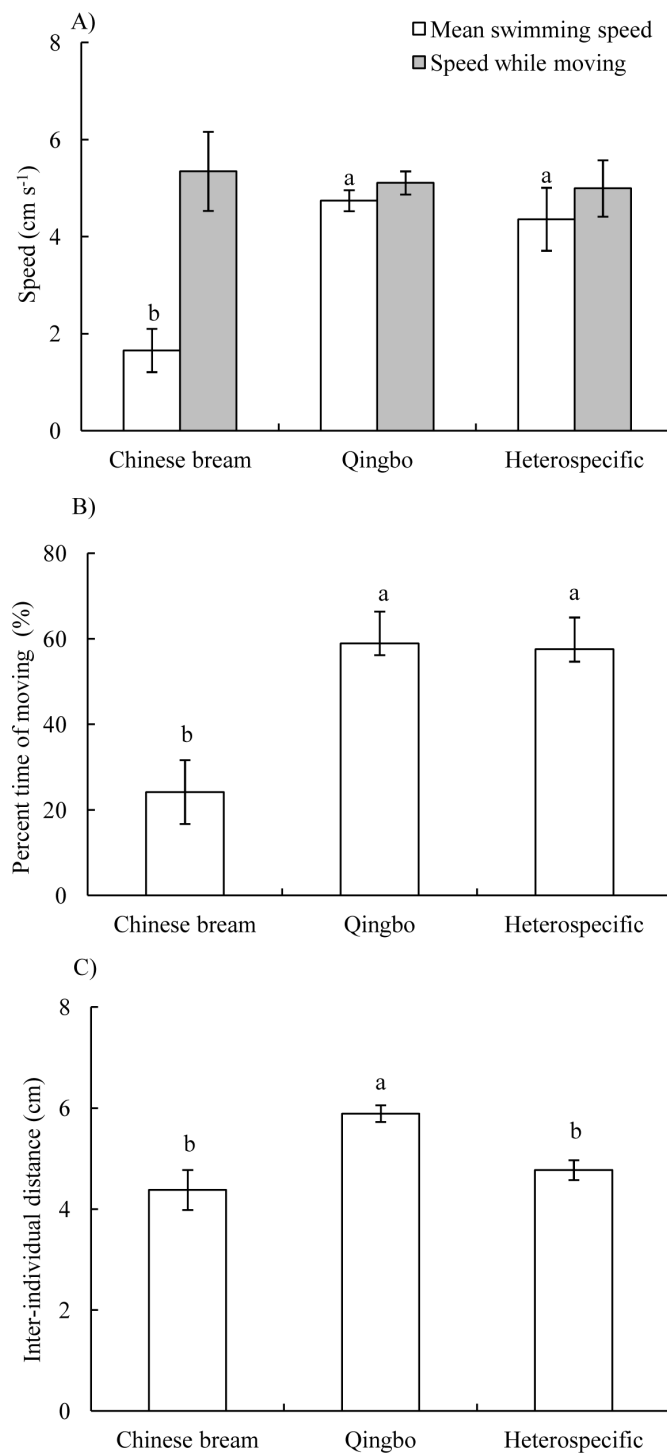 A)
8
Mean swimming speed
Speed while moving
6
a
a
4
Speed (cm s⁻¹)
b
2
0
Chinese bream Qingbo Heterospecific
B)
80
a a
60
Percent time of moving (%)
40
b
20
0
Chinese bream Qingbo Heterospecific
C)
8
a
6
b b
Inter-individual distance (cm)
4
2
0
Chinese bream Qingbo Heterospecific